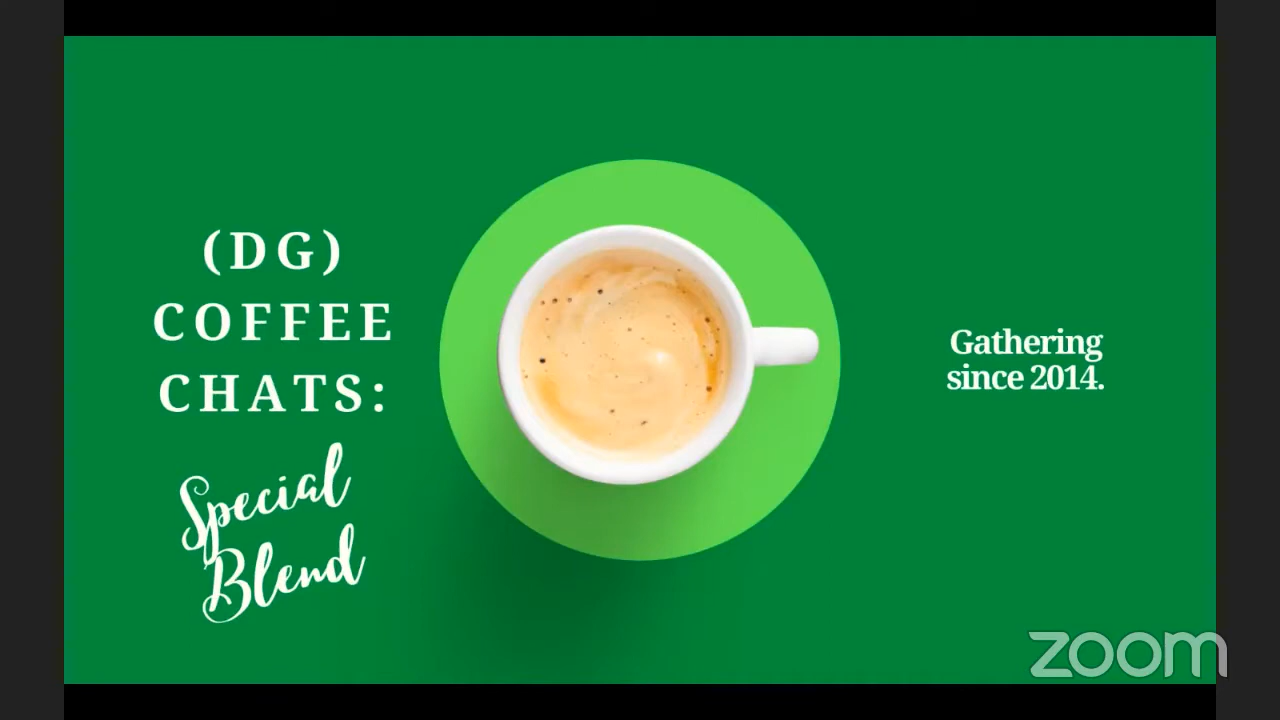 (DG)
COFFEE
CHATS:
Special
Blend
Gathering
since 2014.
zoom